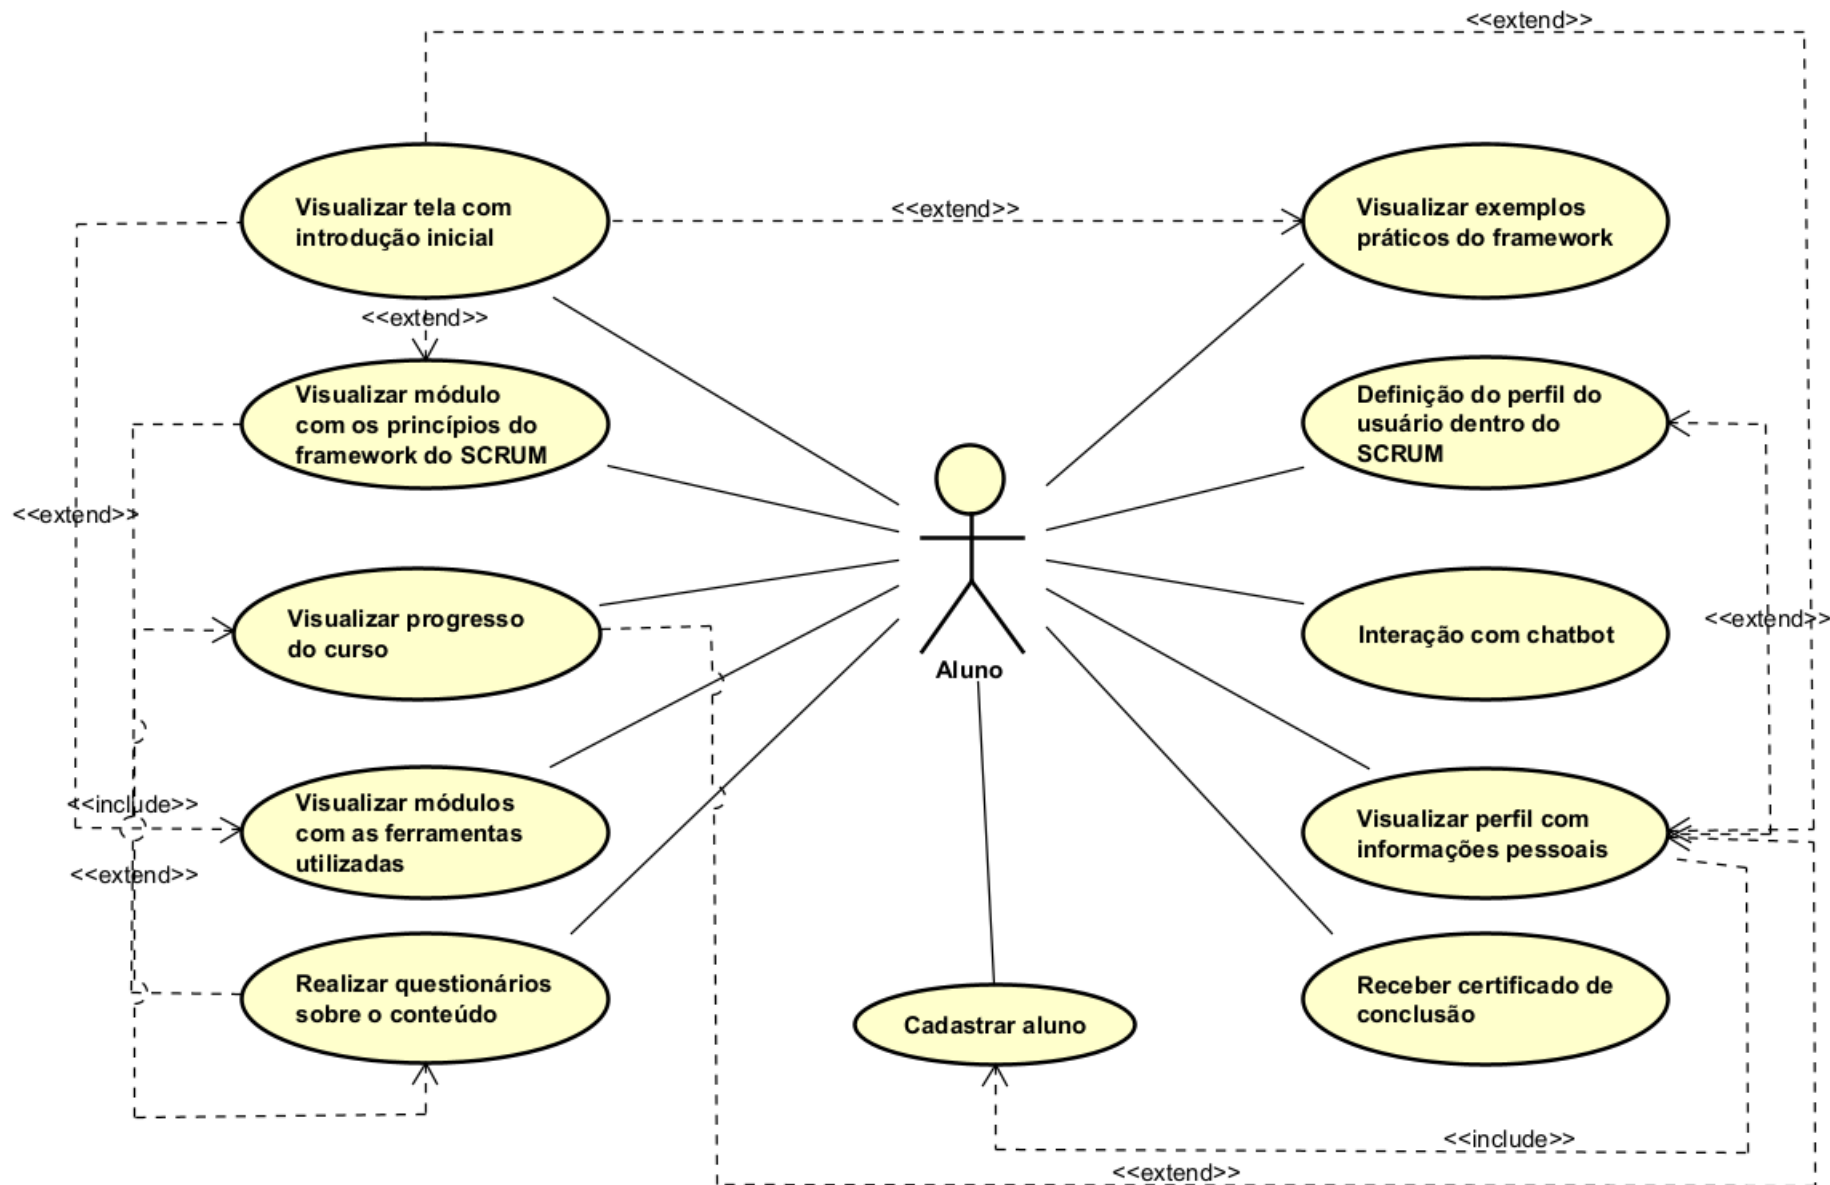 <<extend>>
Visualizar tela com
introdução inicial
<<extend>>
Visualizar exemplos
práticos do framework
<<extend>>
Visualizar módulo
com os princípios do
framework do SCRUM
Definição do perfil do
usuário dentro do
SCRUM
<<extend>>
Visualizar progresso
do curso
Aluno
Interação com chatbot
<<extend>>
<<include>>
Visualizar módulos
com as ferramentas
utilizadas
<<extend>>
Visualizar perfil com
informações pessoais
Realizar questionários
sobre o conteúdo
Cadastrar aluno
Receber certificado de
conclusão
<<include>>
<<extend>>